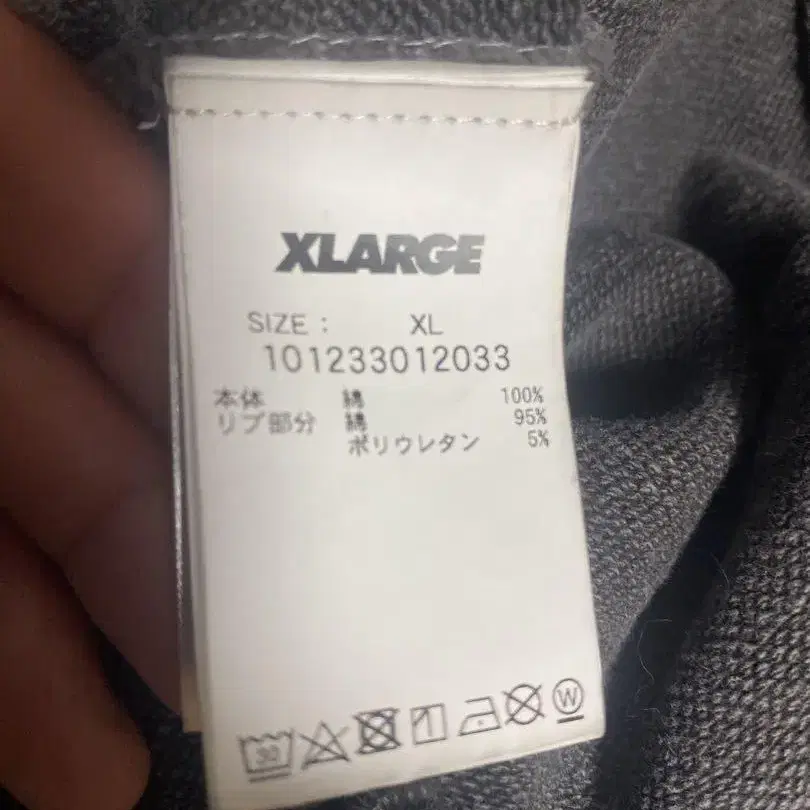 XLARGE
SIZE : XL
101233012033
本体 綿 100%
リブ部分 綿 95%
ポリウレタン 5%
30
W